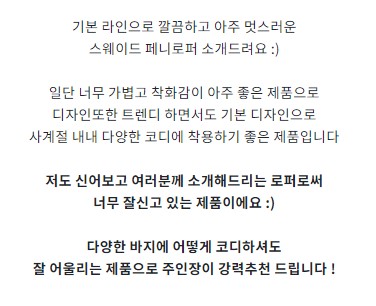 기본 라인으로 깔끔하고 아주 멋스러운
스웨이드 페니로퍼 소개드려요 :)
일단 너무 가볍고 착화감이 아주 좋은 제품으로
디자인또한 트렌디 하면서도 기본 디자인으로
사계절 내내 다양한 코디에 착용하기 좋은 제품입니다
저도 신어보고 여러분께 소개해드리는 로퍼로써
너무 잘신고 있는 제품이에요 :)
다양한 바지에 어떻게 코디하셔도
잘 어울리는 제품으로 주인장이 강력추천 드립니다 !